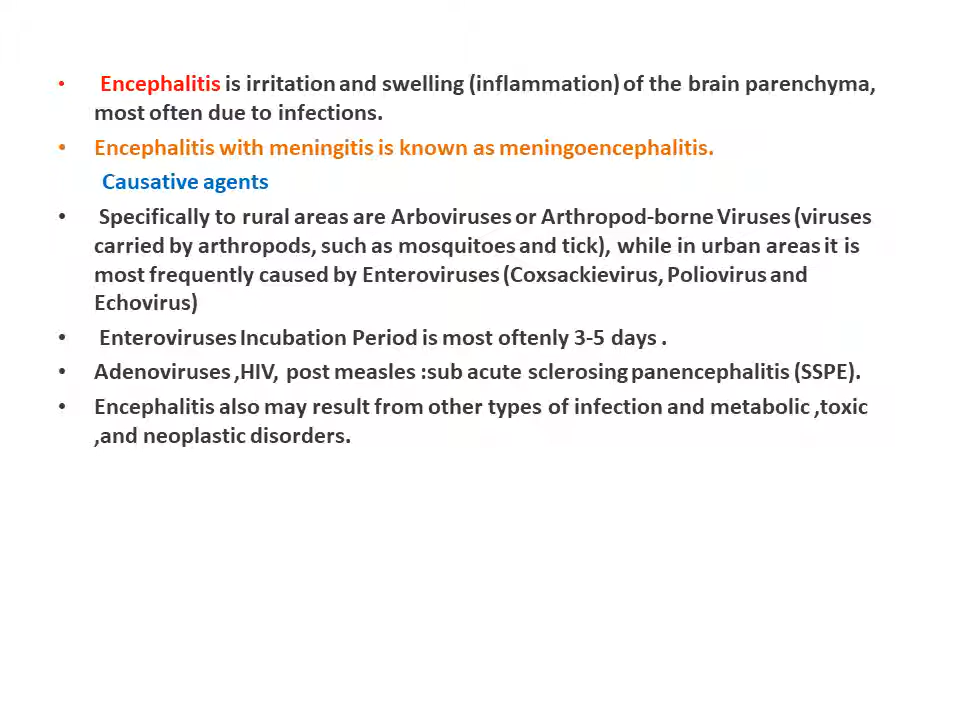 • Encephalitis is irritation and swelling (inflammation) of the brain parenchyma,
most often due to infections.
• Encephalitis with meningitis is known as meningoencephalitis.
Causative agents
• Specifically to rural areas are Arboviruses or Arthropod-borne Viruses (viruses
carried by arthropods, such as mosquitoes and tick), while in urban areas it is
most frequently caused by Enteroviruses (Coxsackievirus, Poliovirus and
Echovirus)
• Enteroviruses Incubation Period is most oftenly 3-5 days .
• Adenoviruses ,HIV, post measles :sub acute sclerosing panencephalitis (SSPE).
• Encephalitis also may result from other types of infection and metabolic ,toxic
,and neoplastic disorders.